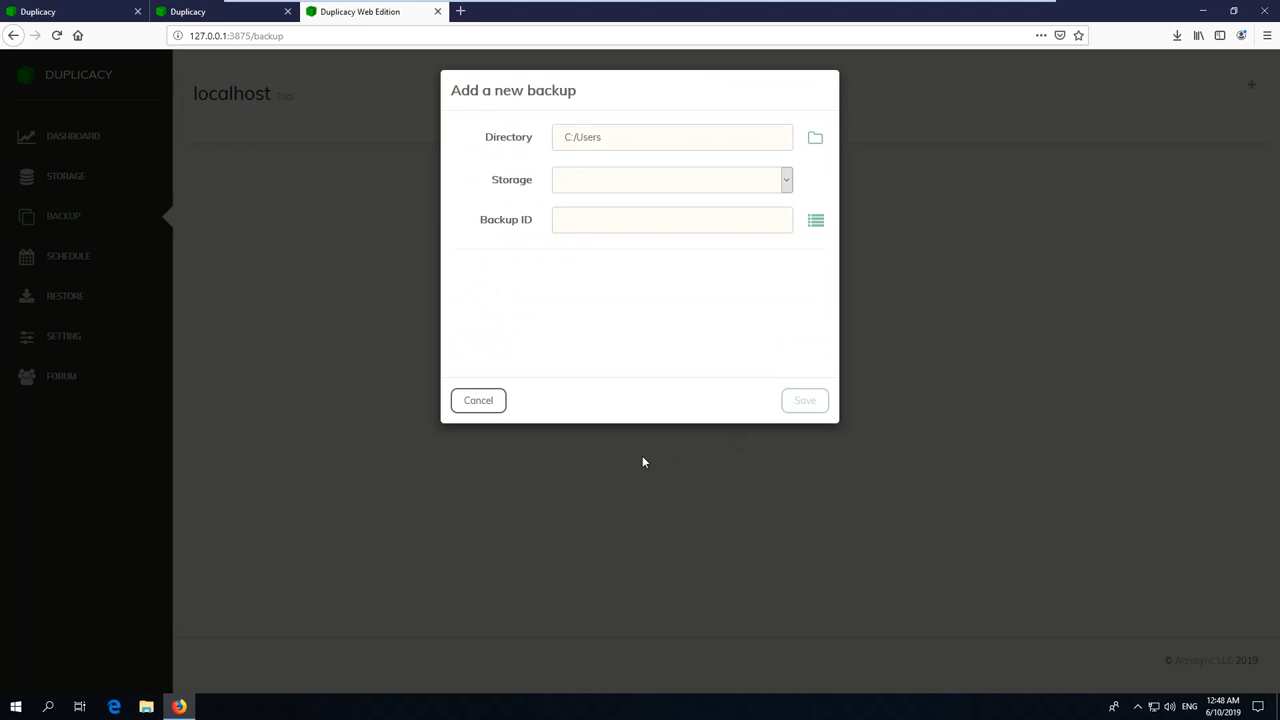 Duplicacy
Duplicacy
Duplicacy Web Edition
127.0.0.1:3875/backup
DUPLICACY
localhost Trial
Add a new backup
Directory C:/Users
Storage
Backup ID
DASHBOARD
STORAGE
BACKUP
SCHEDULE
RESTORE
SETTING
FORUM
Cancel
Save
© Acrosync LLC 2019
ENG
12:48 AM
6/10/2019